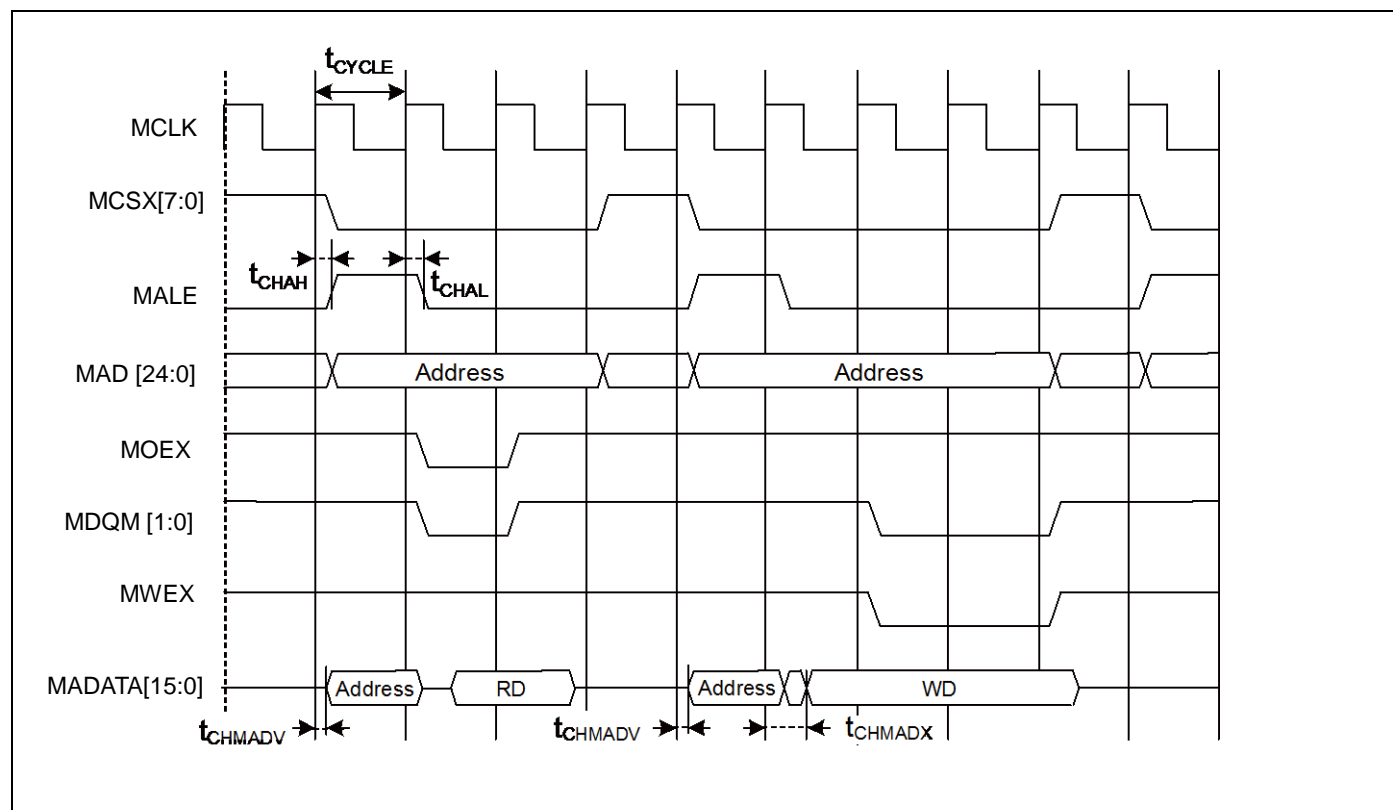 tCYCLE
MCLK
MCSX[7:0]
tCHAH
tCHAL
MALE
MAD [24:0]
Address
Address
MOEX
MDQM [1:0]
MWEX
MADATA[15:0]
Address
RD
Address
WD
tCHMADV
tCHMADV
tCHMADX